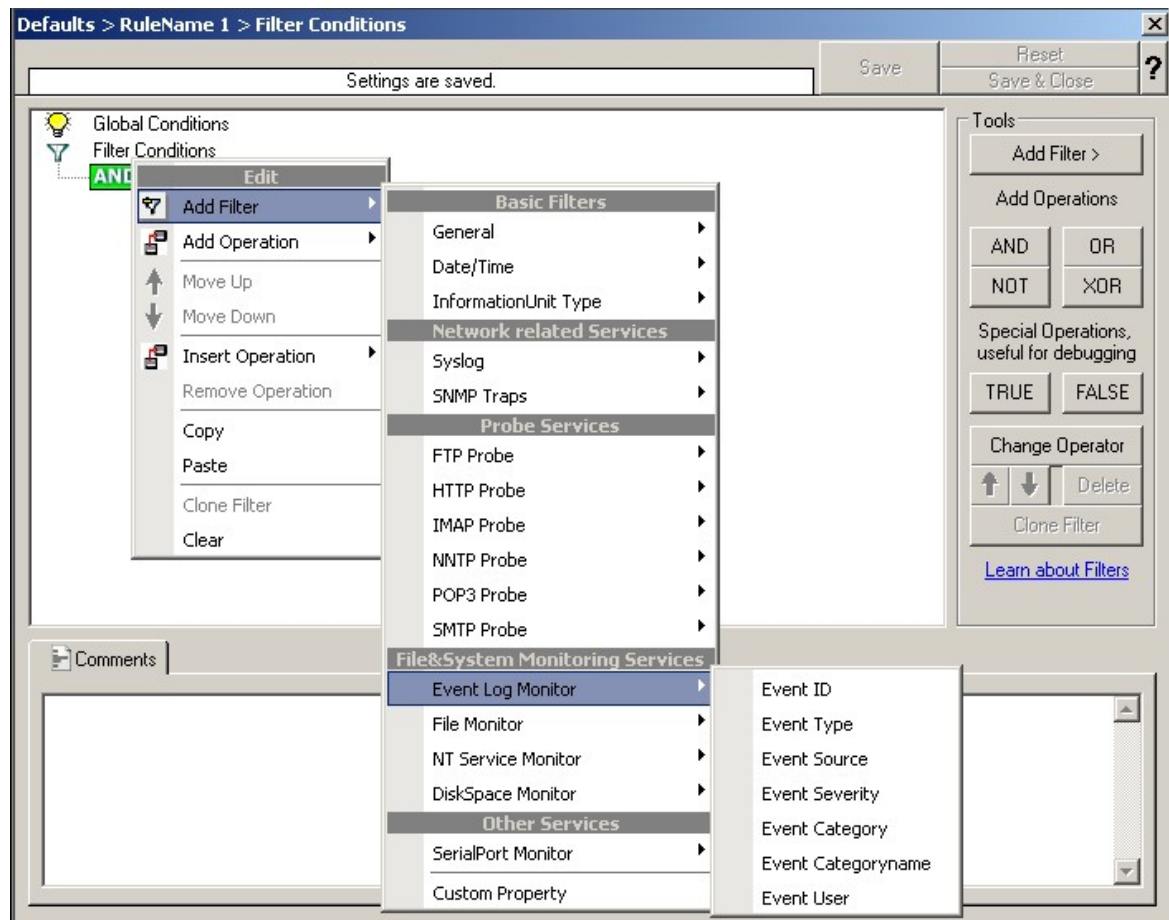 Defaults > RuleName 1 > Filter Conditions
Settings are saved.
Save
Reset
Save & Close
?
Global Conditions
Filter Conditions
AND
Edit
Add Filter
Add Operation
Move Up
Move Down
Insert Operation
Remove Operation
Copy
Paste
Clone Filter
Clear
Basic Filters
General
Date/Time
InformationUnit Type
Network related Services
Syslog
SNMP Traps
Probe Services
FTP Probe
HTTP Probe
IMAP Probe
NNTP Probe
POP3 Probe
SMTP Probe
File&System Monitoring Services
Event Log Monitor
File Monitor
NT Service Monitor
DiskSpace Monitor
Other Services
SerialPort Monitor
Custom Property
Event ID
Event Type
Event Source
Event Severity
Event Category
Event Categoryname
Event User
Tools
Add Filter >
Add Operations
AND
OR
NOT
XOR
Special Operations,
useful for debugging
TRUE
FALSE
Change Operator
Delete
Clone Filter
Learn about Filters
Comments